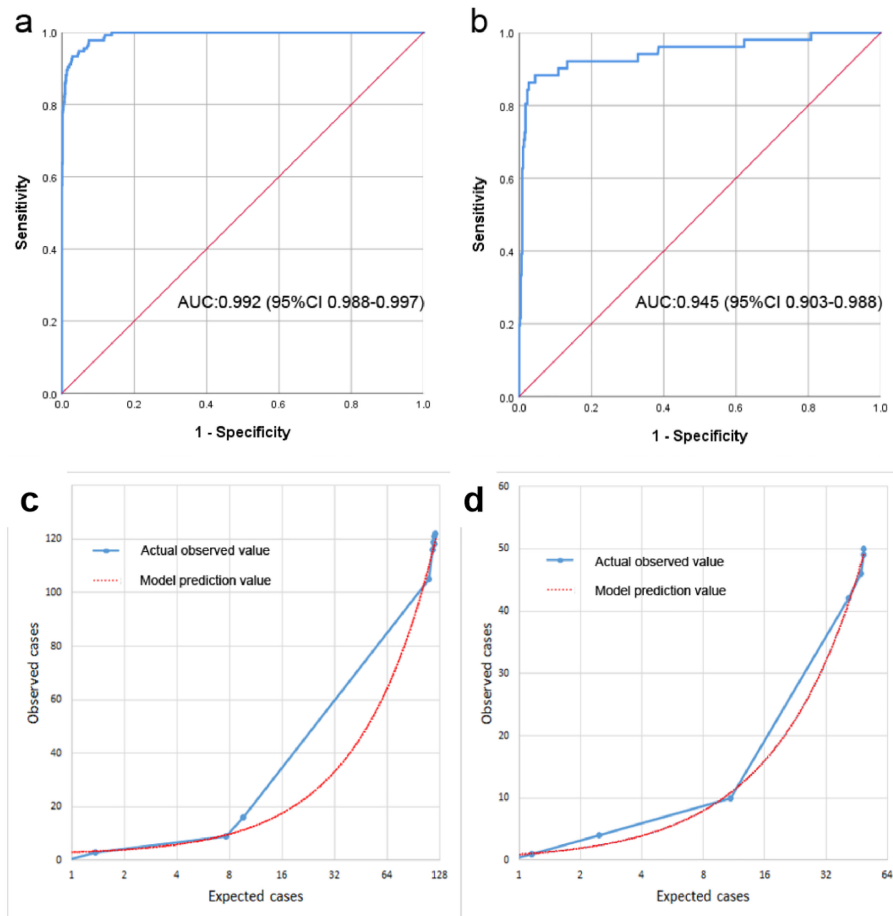 a
1.0
0.8
0.6
0.4
0.2
0.0
Sensitivity
AUC:0.992 (95%CI 0.988-0.997)
0.0 0.2 0.4 0.6 0.8 1.0
1 - Specificity
b
1.0
0.8
0.6
0.4
0.2
0.0
Sensitivity
AUC:0.945 (95%CI 0.903-0.988)
0.0 0.2 0.4 0.6 0.8 1.0
1 - Specificity
c
120
100
80
60
40
20
0
Observed cases
Actual observed value
Model prediction value
1 2 4 8 16 32 64 128
Expected cases
d
60
50
40
30
20
10
0
Observed cases
Actual observed value
Model prediction value
1 2 4 8 16 32 64
Expected cases